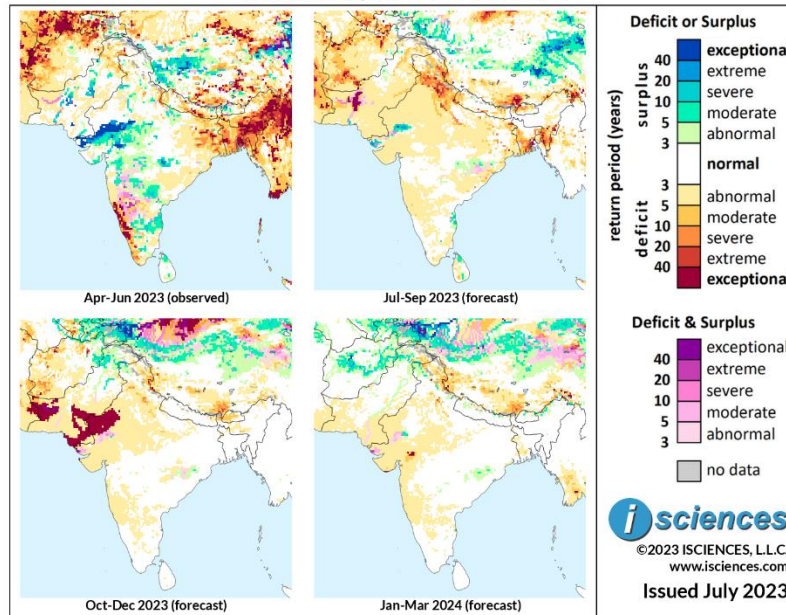 Apr-Jun 2023 (observed)
Jul-Sep 2023 (forecast)
Oct-Dec 2023 (forecast)
Jan-Mar 2024 (forecast)
Deficit or Surplus
return period (years)
surplus
deficit
40 exceptional
20 extreme
10 severe
5 moderate
3 abnormal
normal
3 abnormal
5 moderate
10 severe
20 extreme
40 exceptional
Deficit & Surplus
40 exceptional
20 extreme
10 severe
5 moderate
3 abnormal
no data
i sciences
©2023 ISCIENCES, L.L.C.
www.isciences.com
Issued July 2023